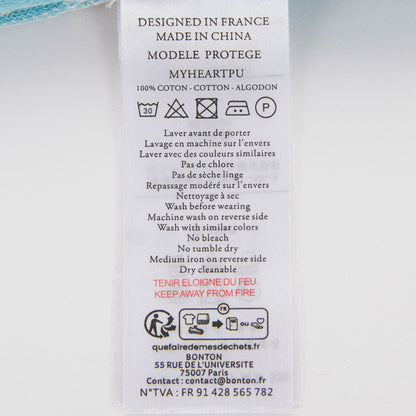 DESIGNED IN FRANCE
MADE IN CHINA
MODELE PROTEGE
MYHEARTPU
100% COTON - COTTON - ALGODON
30
P
Laver avant de porter
Lavage en machine sur l'envers
Laver avec des couleurs similaires
Pas de chlore
Pas de sèche linge
Repassage modéré sur l'envers
Nettoyage à sec
Wash before wearing
Machine wash on reverse side
Wash with similar colors
No bleach
No tumble dry
Medium iron on reverse side
Dry cleanable
TENIR ELOIGNE DU FEU
KEEP AWAY FROM FIRE
FR
quefairedemesdechets.fr
BONTON
55 RUE DE L'UNIVERSITE
75007 Paris
Contact : contact@bonton.fr
N°TVA : FR 91 428 565 782